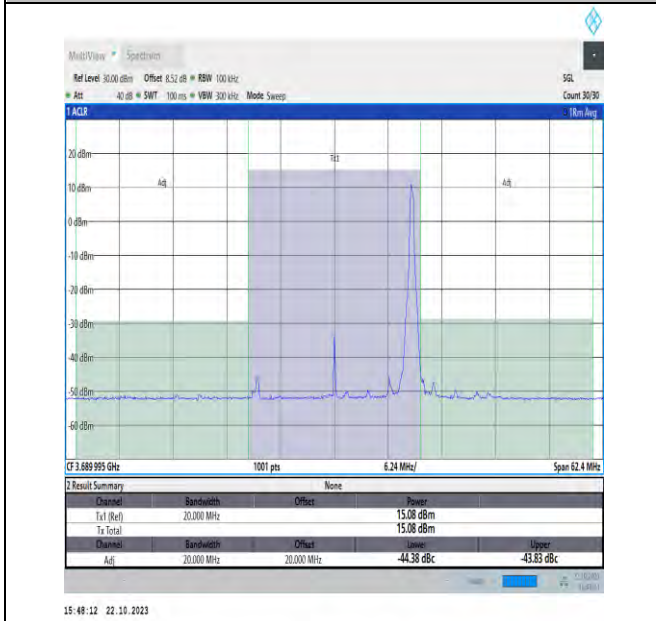 MultiView Spectrum
Ref Level 30.00 dBm Offset 8.52 dB RBW 100 kHz SGL
Att 40 dB SWT 100 ms VBW 300 kHz Mode Sweep Count 30/30
1 ACLR 1Rm Avg
20 dBm
Tx1
Adj Adj
10 dBm
0 dBm
-10 dBm
-20 dBm
-30 dBm
-40 dBm
-50 dBm
-60 dBm
CF 3.689 995 GHz 1001 pts 6.24 MHz/ Span 62.4 MHz
2 Result Summary None
Channel Bandwidth Offset Power
Tx1 (Ref) 20.000 MHz 15.08 dBm
Tx Total 15.08 dBm
Channel Bandwidth Offset Lower Upper
Adj 20.000 MHz 20.000 MHz -44.38 dBc -43.83 dBc
15:48:12 22.10.2023